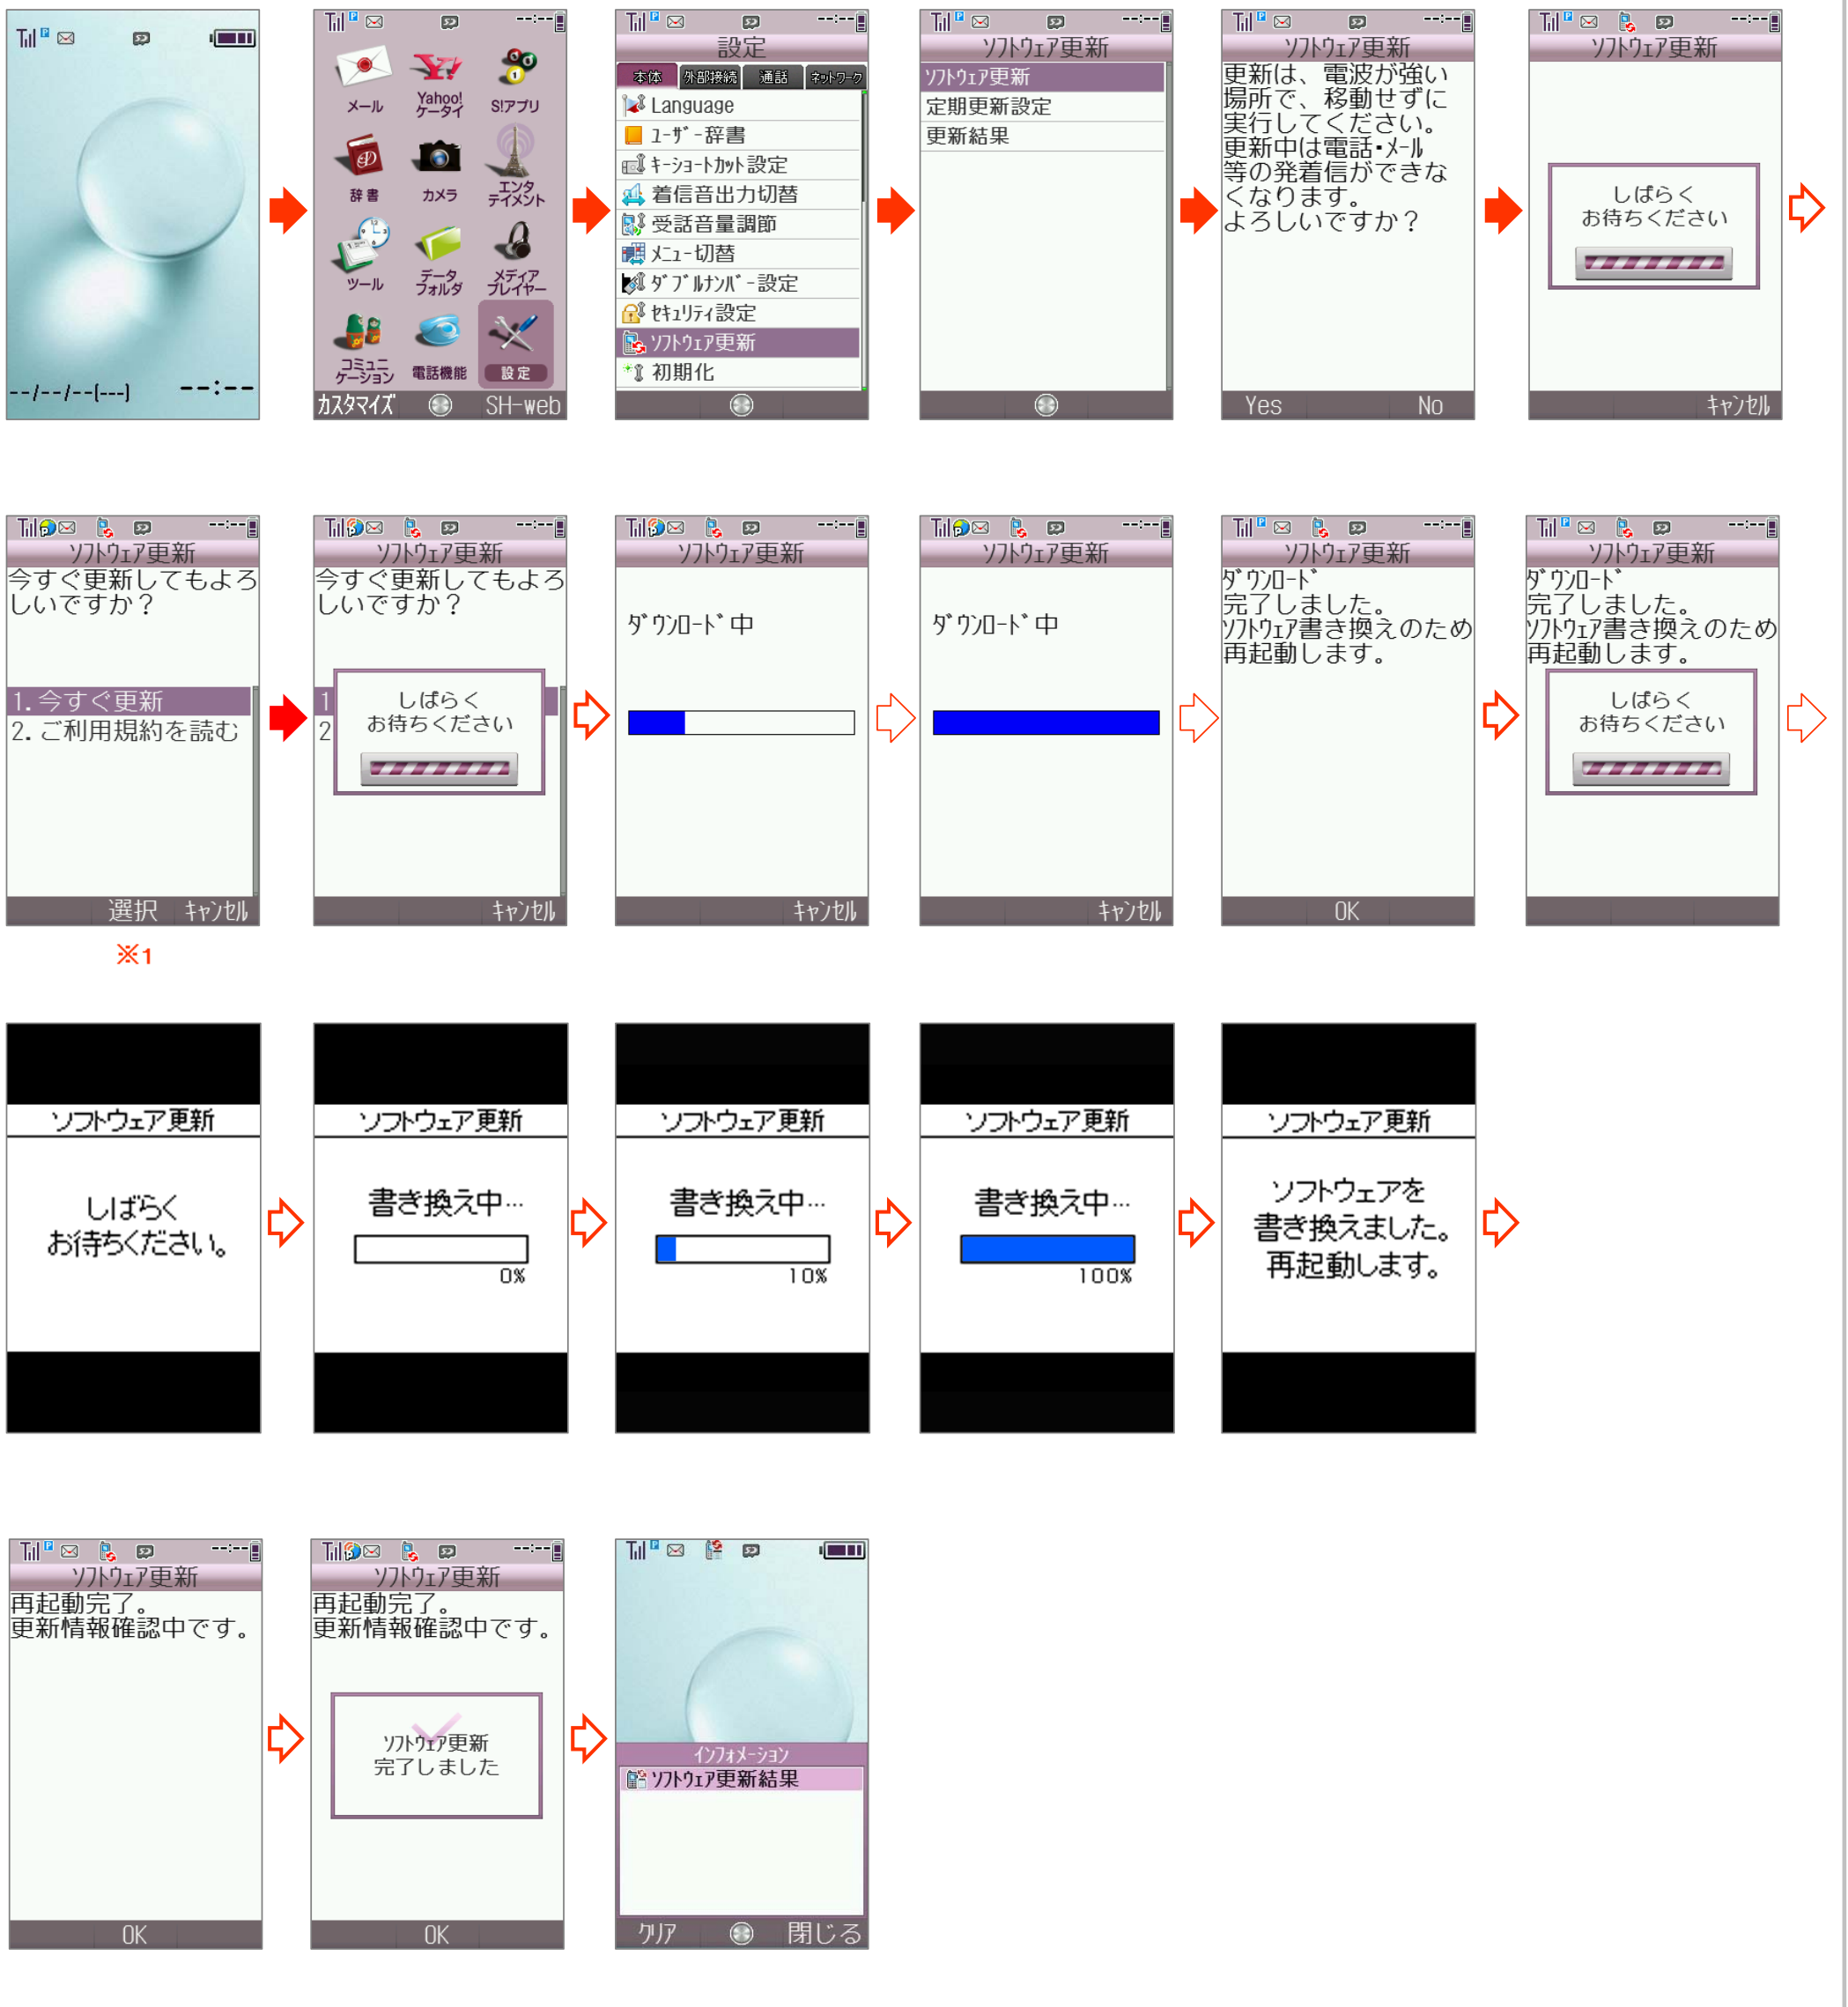 --/--/--(---)
--:--
--:--
メール
Yahoo!
ケータイ
S!アプリ
辞書
カメラ
エンタ
テイメント
ツール
データ
フォルダ
メディア
プレイヤー
コミュニ
ケーション
電話機能
設定
カスタマイズ
SH-web
--:--
設定
本体
外部接続
通話
ネットワーク
Language
ユーザー辞書
キーショートカット設定
着信音出力切替
受話音量調節
メニュー切替
ダブルナンバー設定
セキュリティ設定
ソフトウェア更新
初期化
--:--
ソフトウェア更新
ソフトウェア更新
定期更新設定
更新結果
--:--
ソフトウェア更新
更新は、電波が強い
場所で、移動せずに
実行してください。
更新中は電話・メール
等の発着信ができな
くなります。
よろしいですか？
Yes
No
--:--
ソフトウェア更新
しばらく
お待ちください
キャンセル
--:--
ソフトウェア更新
今すぐ更新してもよろ
しいですか？
1.今すぐ更新
2.ご利用規約を読む
選択
キャンセル
※1
--:--
ソフトウェア更新
今すぐ更新してもよろ
しいですか？
1
2
しばらく
お待ちください
キャンセル
--:--
ソフトウェア更新
ダウンロード中
キャンセル
--:--
ソフトウェア更新
ダウンロード中
キャンセル
--:--
ソフトウェア更新
ダウンロード
完了しました。
ソフトウェア書き換えのため
再起動します。
OK
--:--
ソフトウェア更新
ダウンロード
完了しました。
ソフトウェア書き換えのため
再起動します。
しばらく
お待ちください
ソフトウェア更新
しばらく
お待ちください。
ソフトウェア更新
書き換え中…
0%
ソフトウェア更新
書き換え中…
10%
ソフトウェア更新
書き換え中…
100%
ソフトウェア更新
ソフトウェアを
書き換えました。
再起動します。
--:--
ソフトウェア更新
再起動完了。
更新情報確認中です。
OK
--:--
ソフトウェア更新
再起動完了。
更新情報確認中です。
ソフトウェア更新
完了しました
OK
インフォメーション
ソフトウェア更新結果
クリア
閉じる